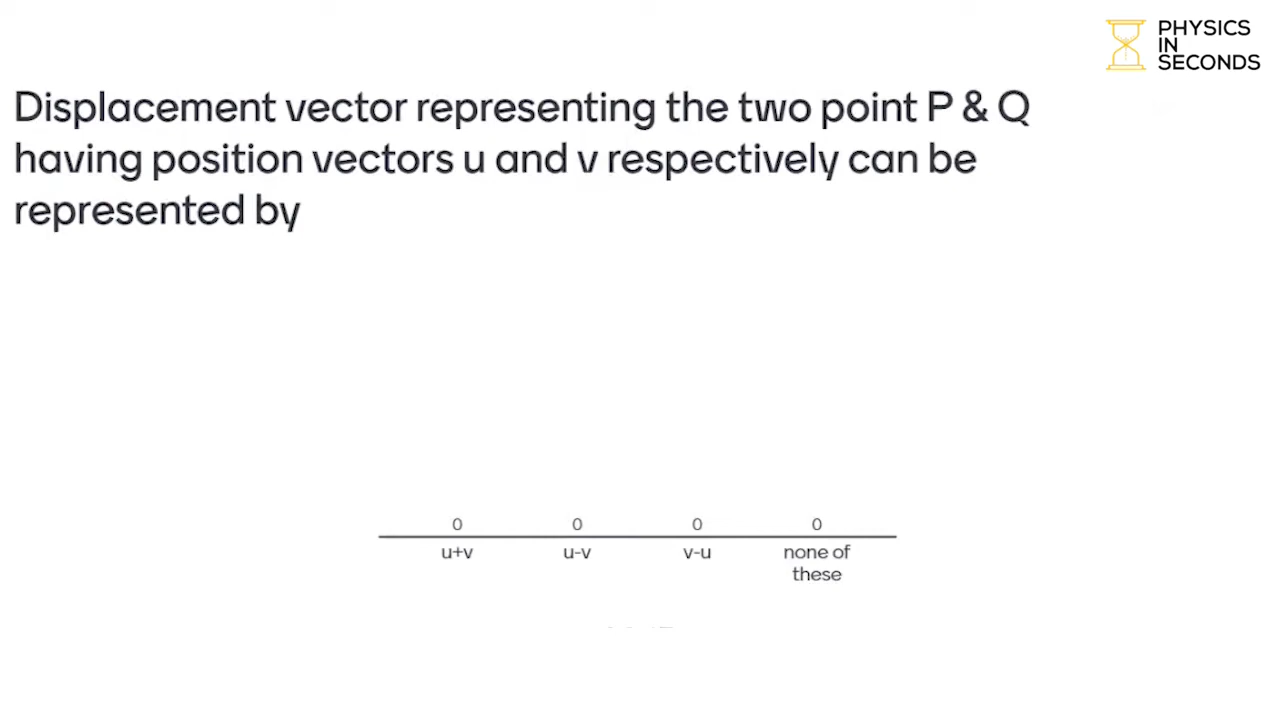 PHYSICS
IN
SECONDS
Displacement vector representing the two point P & Q
having position vectors u and v respectively can be
represented by
0 0 0 0
u+v u-v v-u none of
these